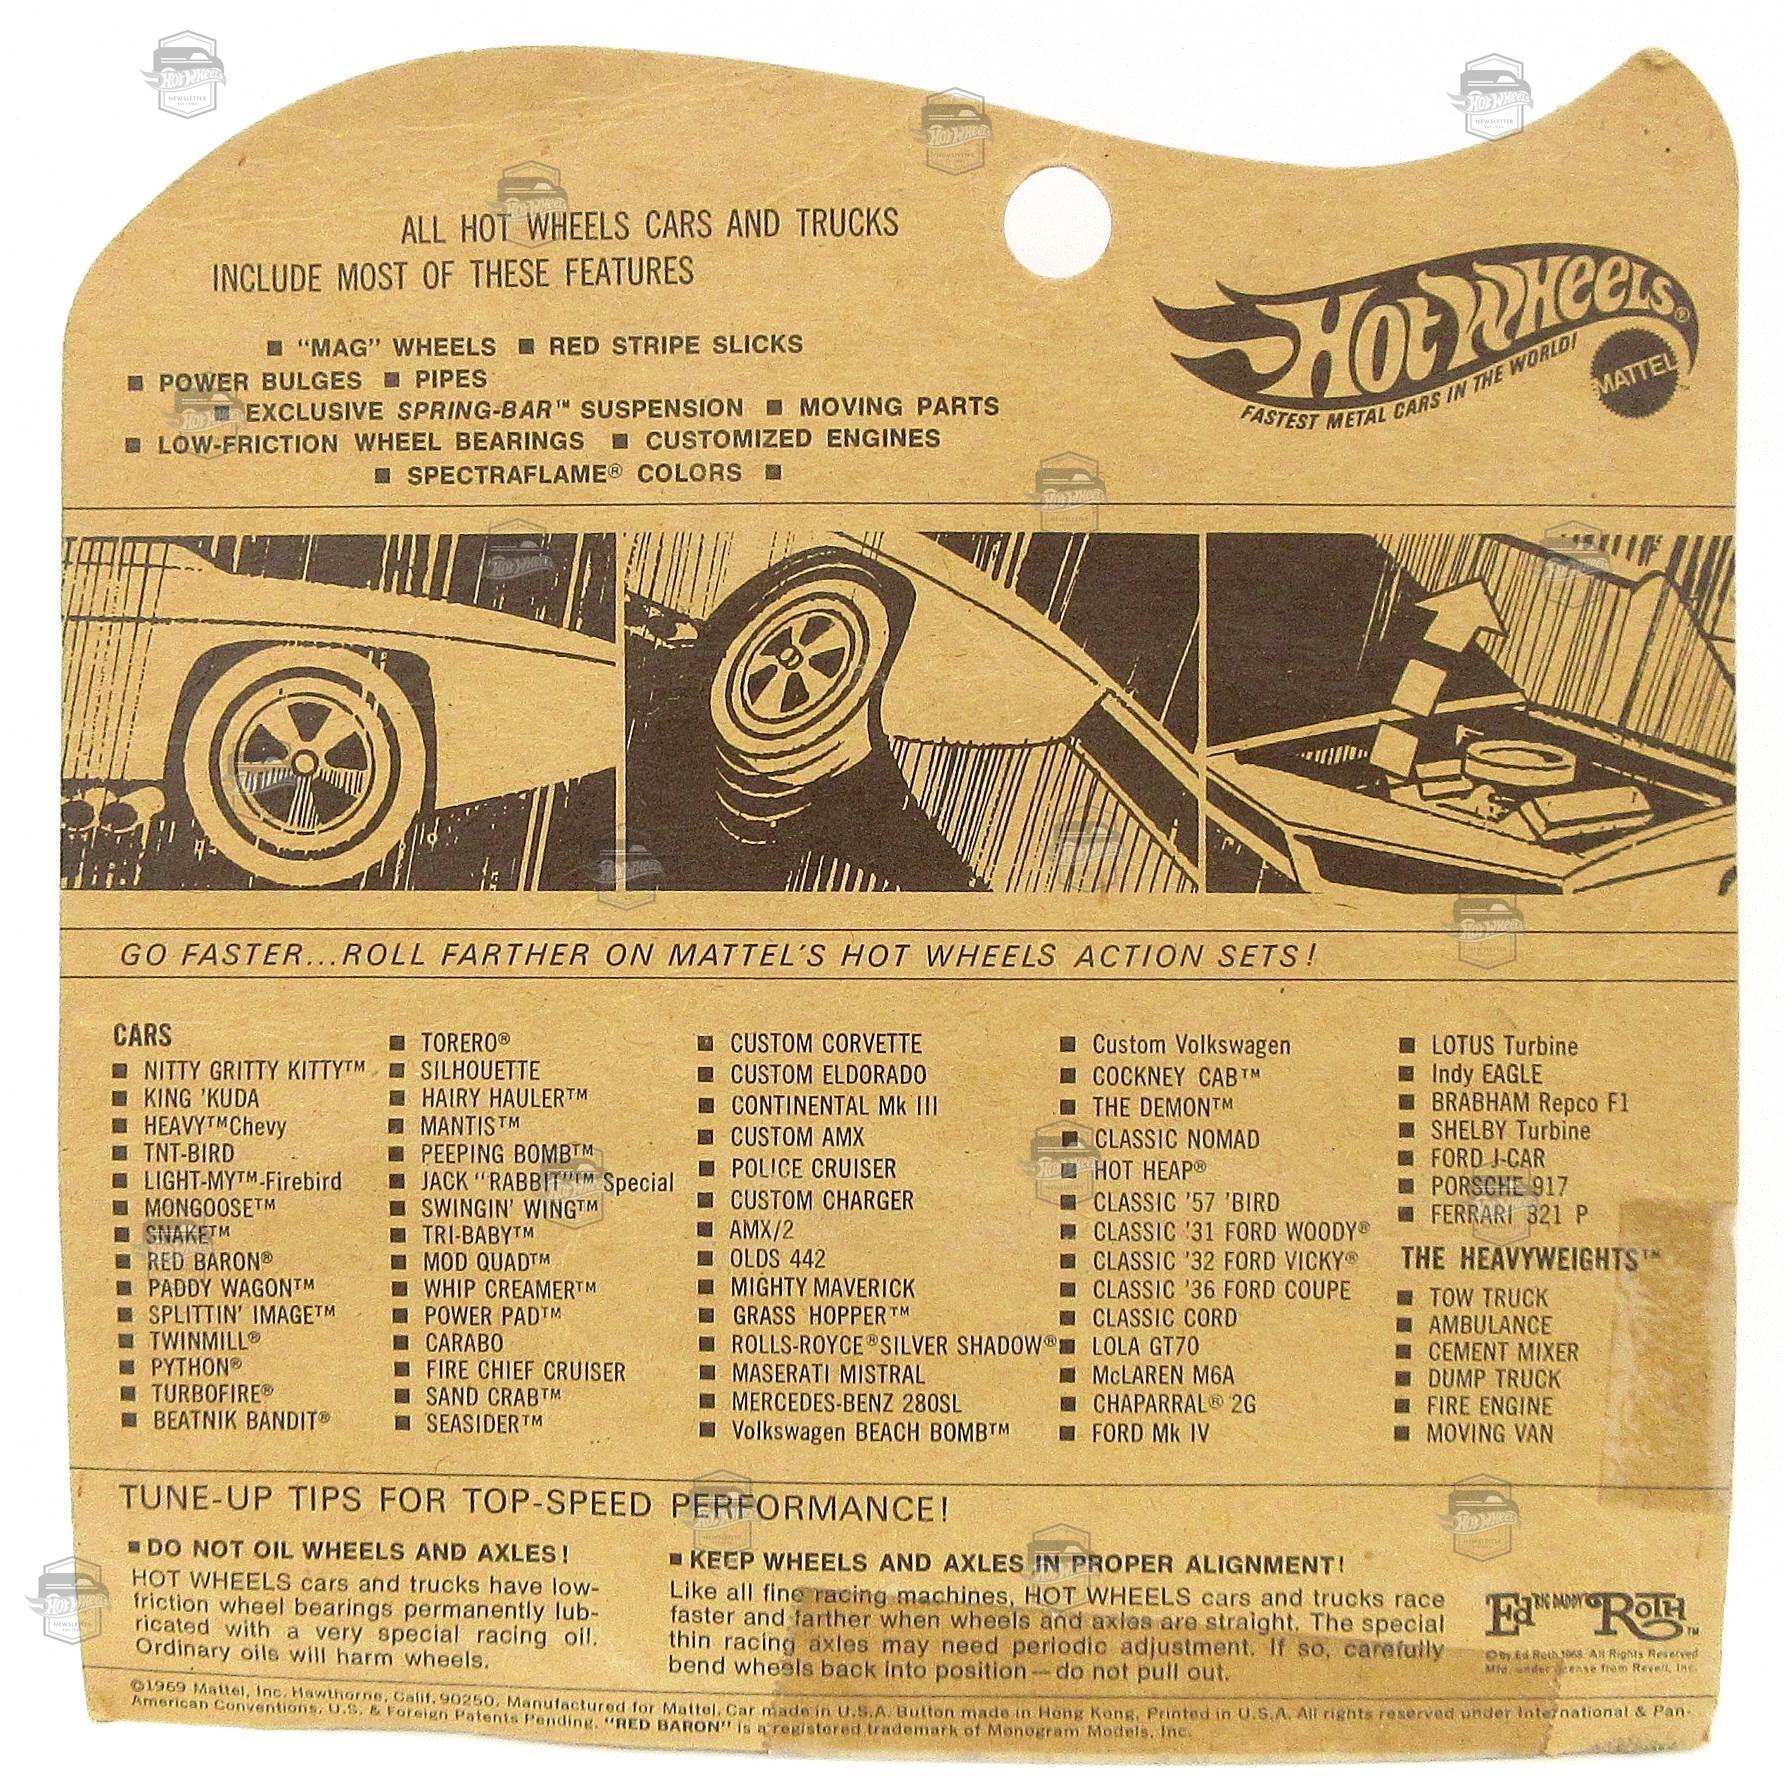 ALL HOT WHEELS CARS AND TRUCKS
INCLUDE MOST OF THESE FEATURES
■ "MAG" WHEELS ■ RED STRIPE SLICKS
■ POWER BULGES ■ PIPES
■ EXCLUSIVE SPRING-BAR™ SUSPENSION ■ MOVING PARTS
■ LOW-FRICTION WHEEL BEARINGS ■ CUSTOMIZED ENGINES
■ SPECTRAFLAME® COLORS ■
HOT WHEELS®
FASTEST METAL CARS IN THE WORLD!
MATTEL™
GO FASTER...ROLL FARTHER ON MATTEL'S HOT WHEELS ACTION SETS!
CARS
■ NITTY GRITTY KITTY™
■ KING 'KUDA
■ HEAVY™Chevy
■ TNT-BIRD
■ LIGHT-MY™-Firebird
■ MONGOOSE™
■ SNAKE™
■ RED BARON®
■ PADDY WAGON™
■ SPLITTIN' IMAGE™
■ TWINMILL®
■ PYTHON®
■ TURBOFIRE®
■ BEATNIK BANDIT®
■ TORERO®
■ SILHOUETTE
■ HAIRY HAULER™
■ MANTIS™
■ PEEPING BOMB™
■ JACK "RABBIT"™ Special
■ SWINGIN' WING™
■ TRI-BABY™
■ MOD QUAD™
■ WHIP CREAMER™
■ POWER PAD™
■ CARABO
■ FIRE CHIEF CRUISER
■ SAND CRAB™
■ SEASIDER™
■ CUSTOM CORVETTE
■ CUSTOM ELDORADO
■ CONTINENTAL Mk III
■ CUSTOM AMX
■ POLICE CRUISER
■ CUSTOM CHARGER
■ AMX/2
■ OLDS 442
■ MIGHTY MAVERICK
■ GRASS HOPPER™
■ ROLLS-ROYCE®SILVER SHADOW®
■ MASERATI MISTRAL
■ MERCEDES-BENZ 280SL
■ Volkswagen BEACH BOMB™
■ Custom Volkswagen
■ COCKNEY CAB™
■ THE DEMON™
■ CLASSIC NOMAD
■ HOT HEAP®
■ CLASSIC '57 'BIRD
■ CLASSIC '31 FORD WOODY®
■ CLASSIC '32 FORD VICKY®
■ CLASSIC '36 FORD COUPE
■ CLASSIC CORD
■ LOLA GT70
■ McLAREN M6A
■ CHAPARRAL® 2G
■ FORD Mk IV
■ LOTUS Turbine
■ Indy EAGLE
■ BRABHAM Repco F1
■ SHELBY Turbine
■ FORD J-CAR
■ PORSCHE 917
■ FERRARI 321 P
THE HEAVYWEIGHTS™
■ TOW TRUCK
■ AMBULANCE
■ CEMENT MIXER
■ DUMP TRUCK
■ FIRE ENGINE
■ MOVING VAN
TUNE-UP TIPS FOR TOP-SPEED PERFORMANCE!
■ DO NOT OIL WHEELS AND AXLES!
HOT WHEELS cars and trucks have low-
friction wheel bearings permanently lub-
ricated with a very special racing oil.
Ordinary oils will harm wheels.
■ KEEP WHEELS AND AXLES IN PROPER ALIGNMENT!
Like all fine racing machines, HOT WHEELS cars and trucks race
faster and farther when wheels and axles are straight. The special
thin racing axles may need periodic adjustment. If so, carefully
bend wheels back into position—do not pull out.
Ed "BIG DADDY" Roth™
© by Ed Roth 1968 All Rights Reserved
Mfd. under license from Revell, Inc.
©1969 Mattel, Inc. Hawthorne, Calif. 90250. Manufactured for Mattel. Car made in U.S.A. Button made in Hong Kong. Printed in U.S.A. All rights reserved under International & Pan-
American Conventions. U.S. & Foreign Patents Pending. "RED BARON" is a registered trademark of Monogram Models, Inc.